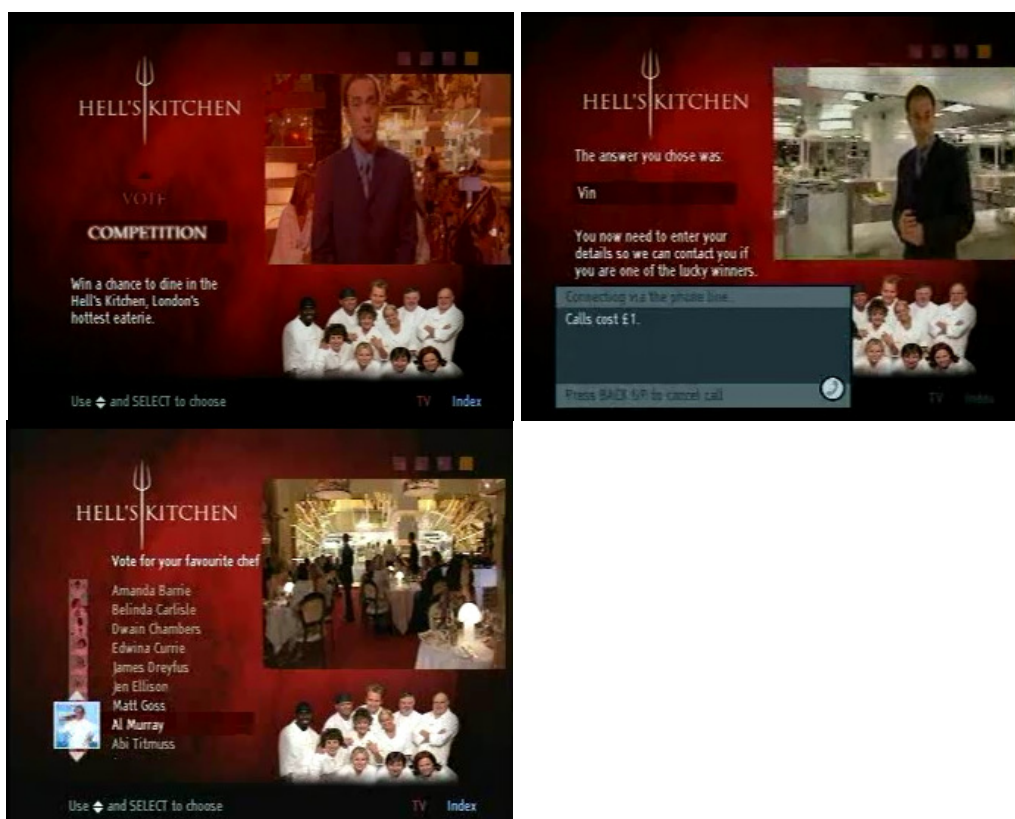 HELL'S KITCHEN
VOTE
COMPETITION
Win a chance to dine in the
Hell's Kitchen, London's
hottest eaterie.
Use and SELECT to choose
TV Index
HELL'S KITCHEN
The answer you chose was:
Vin
You now need to enter your
details so we can contact you if
you are one of the lucky winners.
Connecting via the phone line..
Calls cost £1.
Press BACK UP to cancel call
TV Index
HELL'S KITCHEN
Vote for your favourite chef
Amanda Barrie
Belinda Carlisle
Dwain Chambers
Edwina Currie
James Dreyfus
Jen Ellison
Matt Goss
Al Murray
Abi Titmuss
Use and SELECT to choose
TV Index